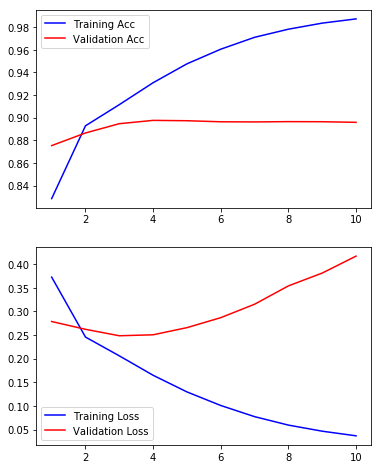 Training Acc
Validation Acc
0.98
0.96
0.94
0.92
0.90
0.88
0.86
0.84
2 4 6 8 10
0.40
0.35
0.30
0.25
0.20
0.15
0.10
0.05
Training Loss
Validation Loss
2 4 6 8 10